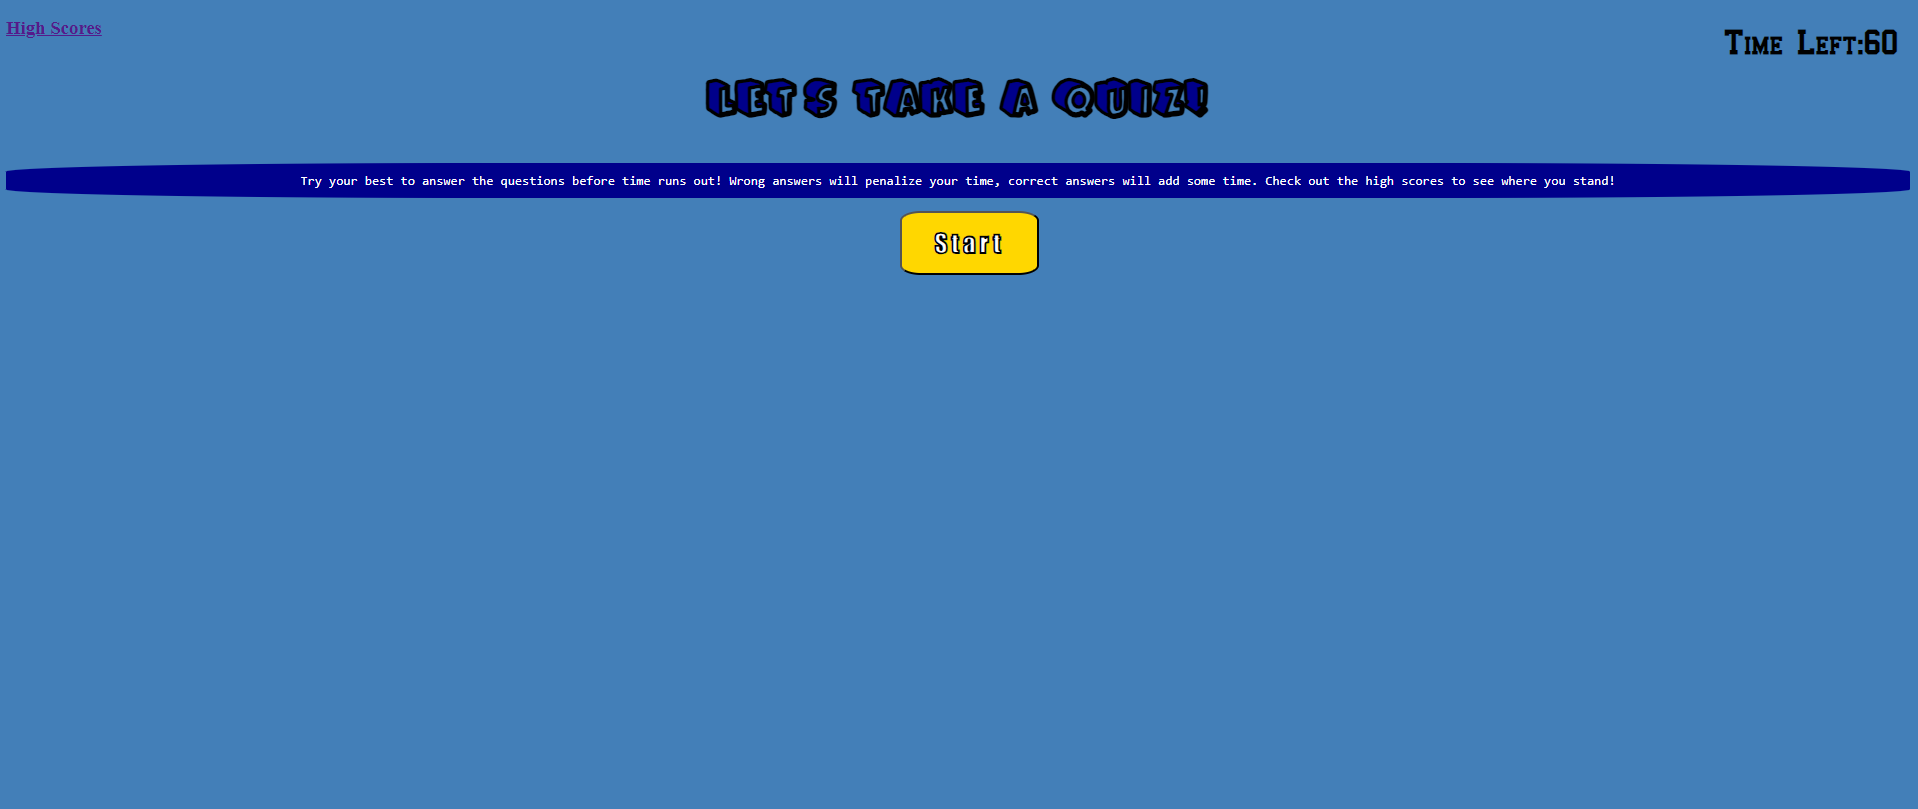 High Scores
Time Left:60
LET'S TAKE A QUIZ!
Try your best to answer the questions before time runs out! Wrong answers will penalize your time, correct answers will add some time. Check out the high scores to see where you stand!
Start